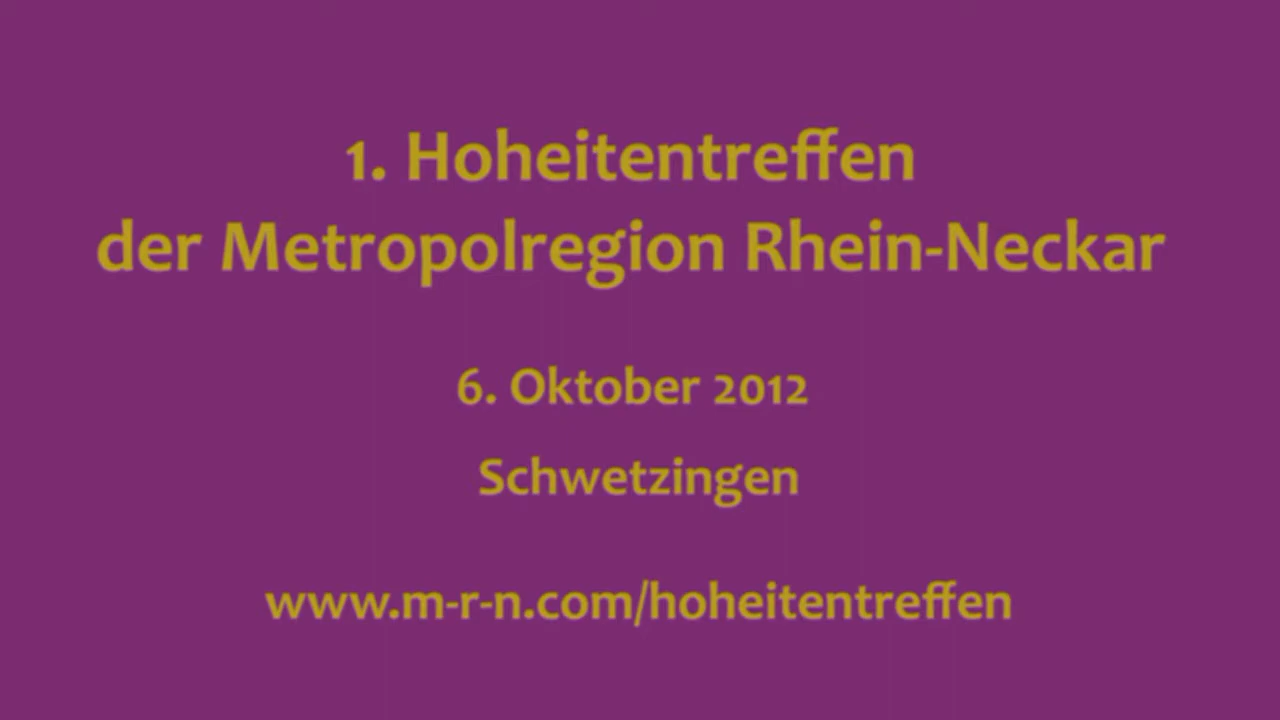 1. Hoheitentreffen
der Metropolregion Rhein-Neckar
6. Oktober 2012
Schwetzingen
www.m-r-n.com/hoheitentreffen